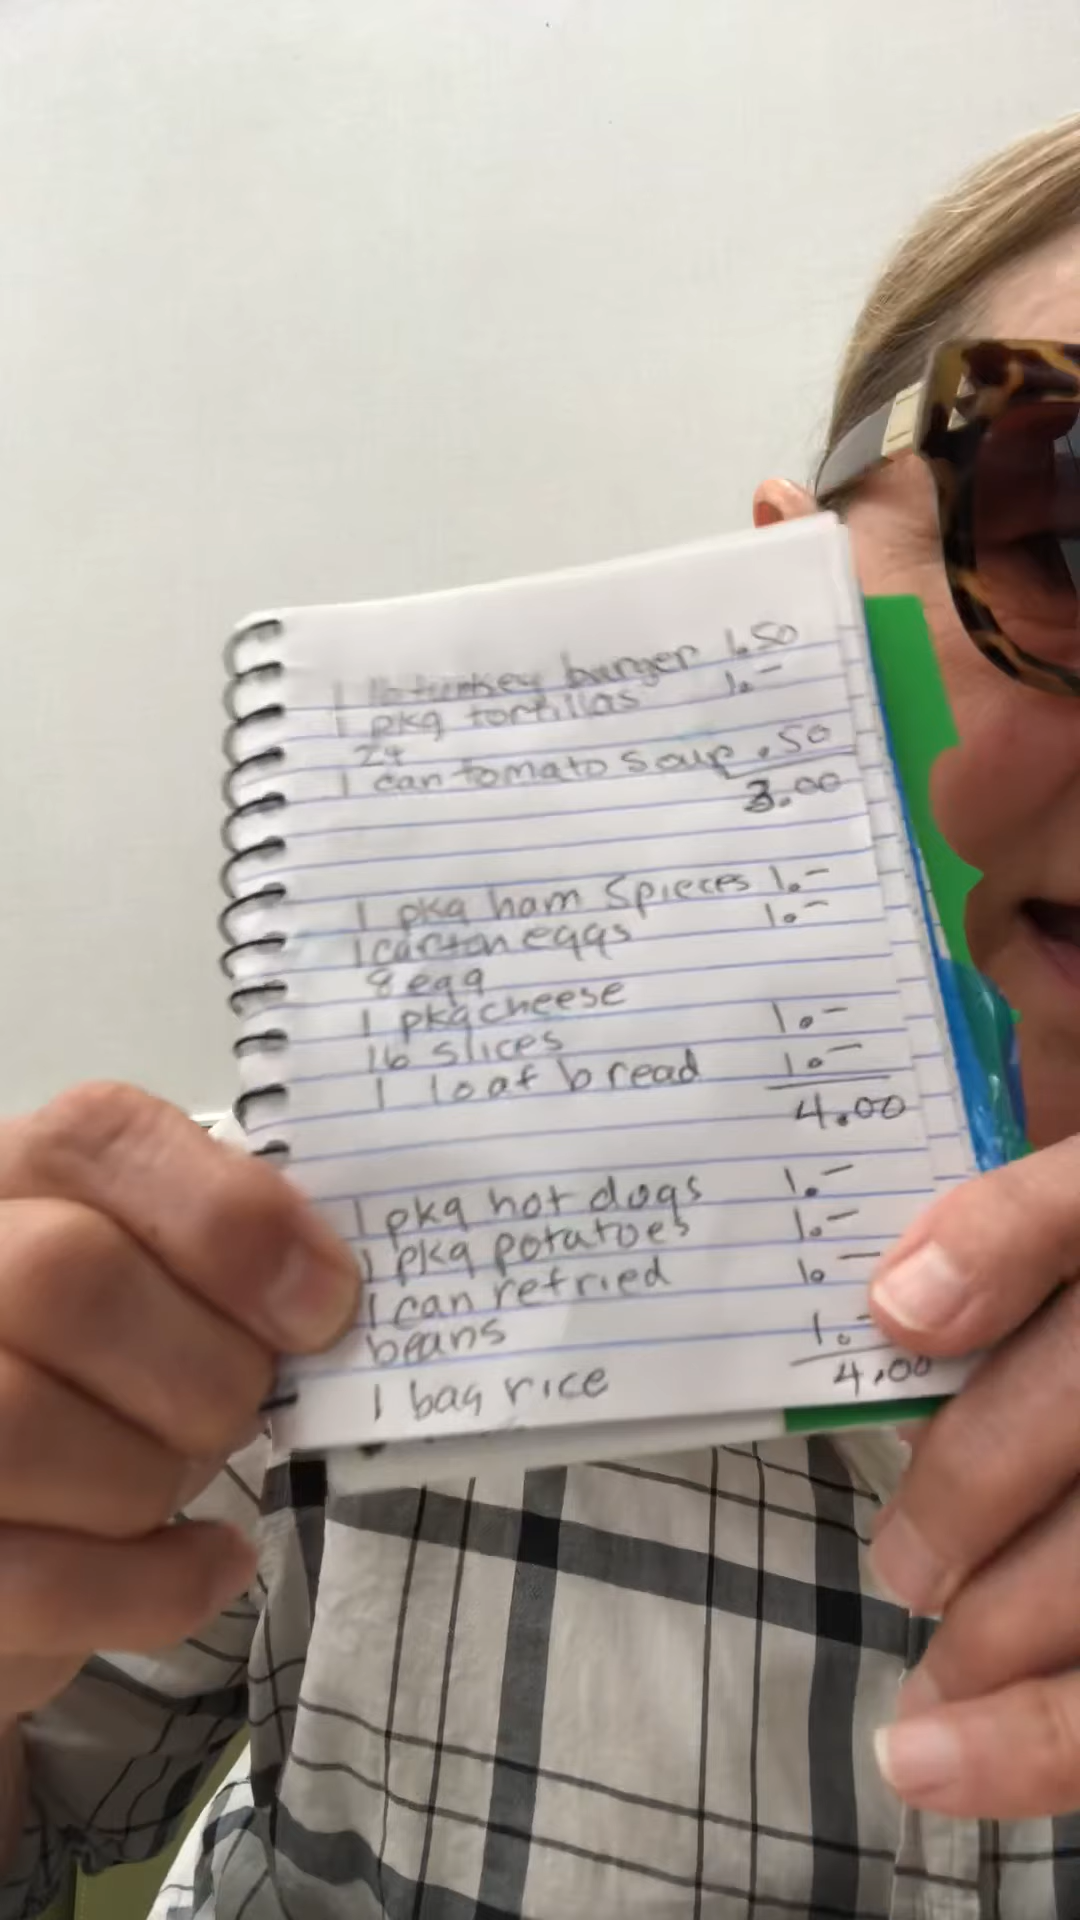 1 lb turkey burger 1.50
1 pkg tortillas 1.-
24
1 can tomato soup .50
3.00
1 pkg ham 5 pieces 1.-
1 carton eggs 1.-
8 egg
1 pkg cheese
16 slices 1.-
1 loaf bread 1.-
4.00
1 pkg hot dogs 1.-
1 pkg potatoes 1.-
1 can refried 1.-
beans
1 bag rice 1.-
4.00